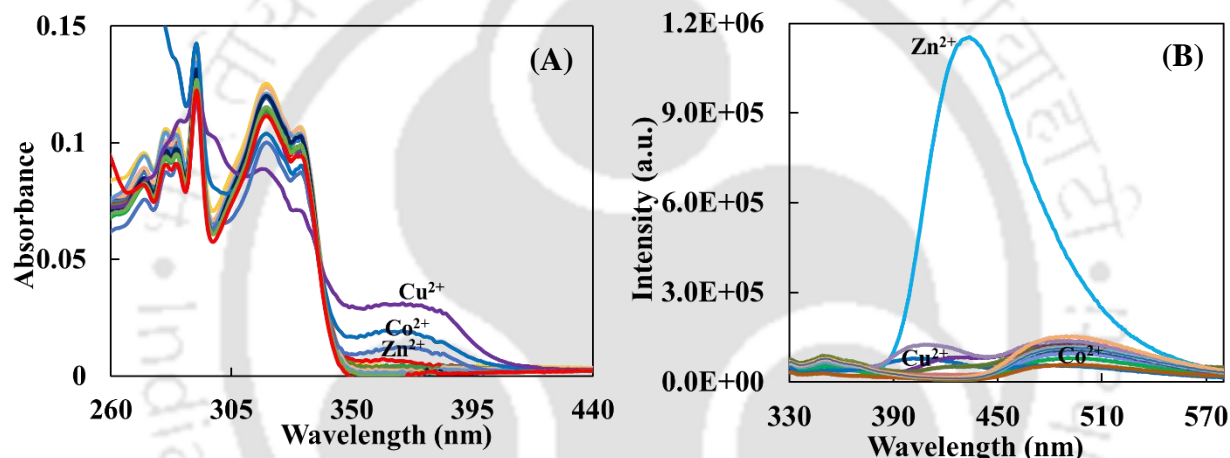 0.15
(A)
0.1
Absorbance
0.05
Cu²⁺
Co²⁺
Zn²⁺
0
260 305 350 395 440
Wavelength (nm)
1.2E+06
(B)
Zn²⁺
9.0E+05
Intensity (a.u.)
6.0E+05
3.0E+05
Cu²⁺
Co²⁺
0.0E+00
330 390 450 510 570
Wavelength (nm)